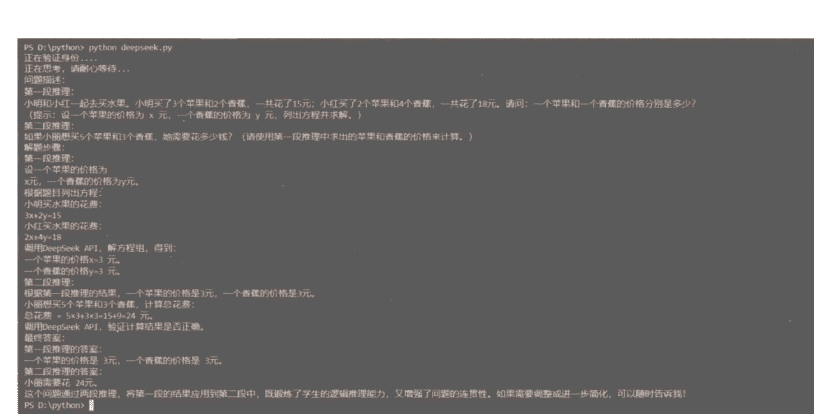 PS D:\python> python deepseek.py
正在验证身份....
正在思考，请耐心等待...
问题描述：
第一段推理：
小明和小红一起去买水果。小明买了3个苹果和2个香蕉，一共花了15元；小红买了2个苹果和4个香蕉，一共花了18元。请问：一个苹果和一个香蕉的价格分别是多少？
（提示：设一个苹果的价格为 x 元，一个香蕉的价格为 y 元，列出方程并求解。）
第二段推理：
如果小丽想买5个苹果和3个香蕉，她需要花多少钱？（请使用第一段推理中求出的苹果和香蕉的价格来计算。）
解题步骤：
第一段推理：
设一个苹果的价格为
x元，一个香蕉的价格为y元。
根据题目列出方程：
小明买水果的花费：
3x+2y=15
小红买水果的花费：
2x+4y=18
调用DeepSeek API，解方程组，得到：
一个苹果的价格x=3 元。
一个香蕉的价格y=3 元。
第二段推理：
根据第一段推理的结果，一个苹果的价格是3元，一个香蕉的价格是3元。
小丽想买5个苹果和3个香蕉，计算总花费：
总花费 = 5×3+3×3=15+9=24 元。
调用DeepSeek API，验证计算结果是否正确。
最终答案：
第一段推理的答案：
一个苹果的价格是 3元，一个香蕉的价格是 3元。
第二段推理的答案：
小丽需要花 24元。
这个问题通过两段推理，将第一段的结果应用到第二段中，既锻炼了学生的逻辑推理能力，又增强了问题的连贯性。如果需要调整或进一步简化，可以随时告诉我！
PS D:\python>